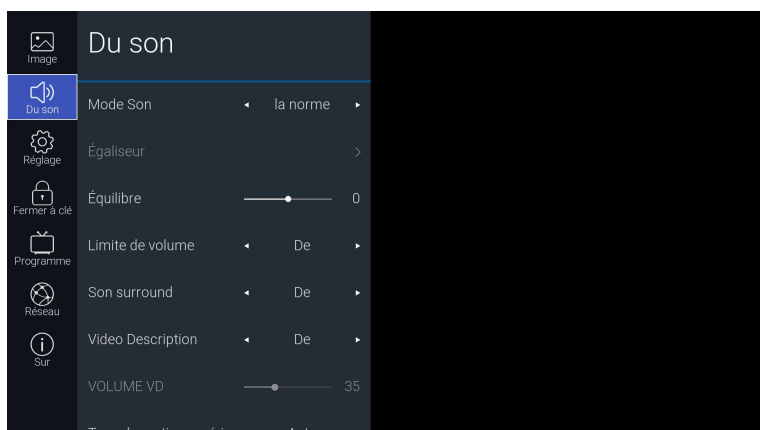 Du son
Image
Du son
Mode Son la norme
Égaliseur
Réglage
Équilibre 0
Fermer à clé
Limite de volume De
Programme
Son surround De
Réseau
Video Description De
Sur
VOLUME VD 35